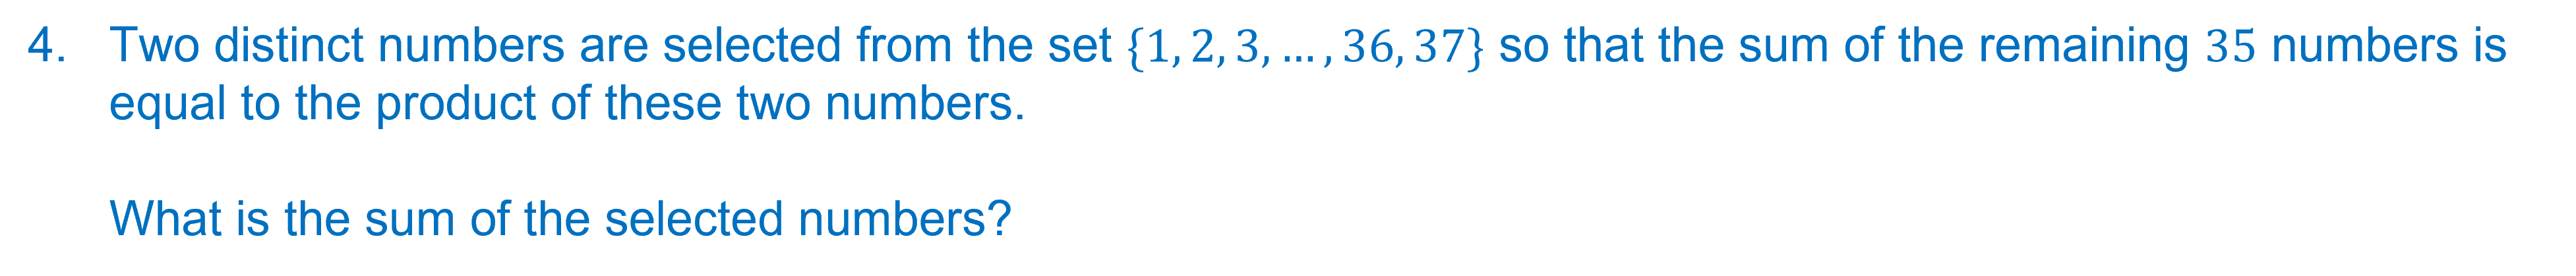 4. Two distinct numbers are selected from the set {1, 2, 3, ... , 36, 37} so that the sum of the remaining 35 numbers is
equal to the product of these two numbers.
What is the sum of the selected numbers?